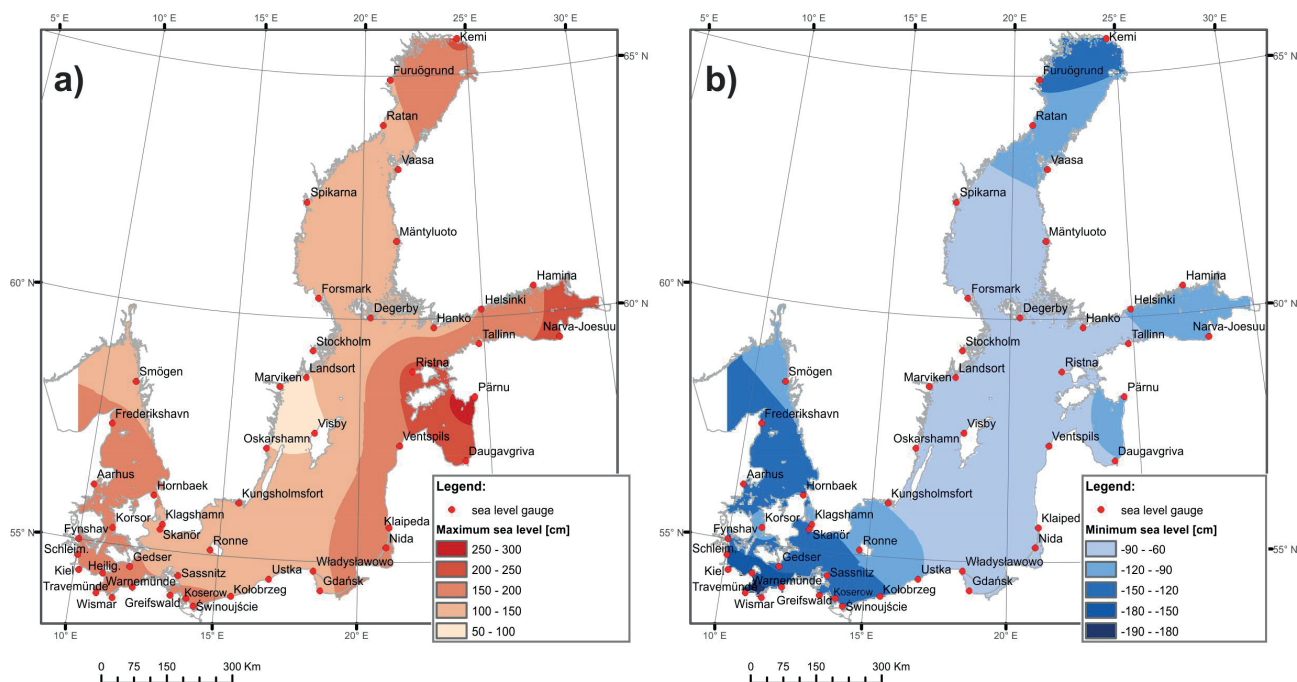 5° E
10° E
15° E
20° E
25° E
30° E
a)
Kemi
65° N
Furuögrund
Ratan
Vaasa
Spikarna
Mäntyluoto
60° N
Forsmark
Hamina
Degerby
Helsinki
60° N
Hanko
Narva-Joesuu
Tallinn
Stockholm
Ristna
Landsort
Smögen
Marviken
Pärnu
Frederikshavn
Visby
Oskarshamn
Ventspils
Daugavgriva
Aarhus
Hornbaek
Kungsholmsfort
Klagshamn
Korsor
Skanör
Fynshav
55° N
Ronne
Klaipeda
Nida
55° N
Schleim.
Gedser
Heilig.
Kiel
Sassnitz
Władysławowo
Ustka
Gdańsk
Travemünde
Warnemünde
Koserow
Kołobrzeg
Wismar
Greifswald
Świnoujście
Legend:
sea level gauge
Maximum sea level [cm]
250 - 300
200 - 250
150 - 200
100 - 150
50 - 100
10° E
15° E
20° E
0 75 150 300 Km
5° E
10° E
15° E
20° E
25° E
30° E
b)
Kemi
65° N
Furuögrund
Ratan
Vaasa
Spikarna
Mäntyluoto
60° N
Forsmark
Hamina
Degerby
Helsinki
60° N
Hanko
Narva-Joesuu
Tallinn
Stockholm
Ristna
Landsort
Smögen
Marviken
Pärnu
Frederikshavn
Visby
Oskarshamn
Ventspils
Daugavgriva
Aarhus
Hornbaek
Kungsholmsfort
Klagshamn
Korsor
Skanör
Fynshav
55° N
Ronne
Klaipeda
Nida
55° N
Schleim.
Gedser
Kiel
Sassnitz
Władysławowo
Ustka
Gdańsk
Travemünde
Warnemünde
Koserow
Kołobrzeg
Wismar
Greifswald
Świnoujście
Legend:
sea level gauge
Minimum sea level [cm]
-90 - -60
-120 - -90
-150 - -120
-180 - -150
-190 - -180
10° E
15° E
20° E
0 75 150 300 Km